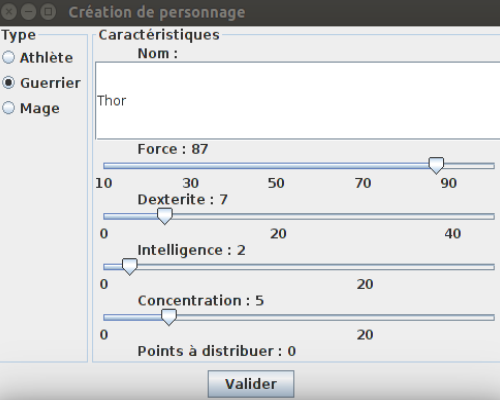 Création de personnage
Type
Athlète
Guerrier
Mage
Caractéristiques
Nom :
Thor
Force : 87
10 30 50 70 90
Dexterite : 7
0 20 40
Intelligence : 2
0 20
Concentration : 5
0 20
Points à distribuer : 0
Valider